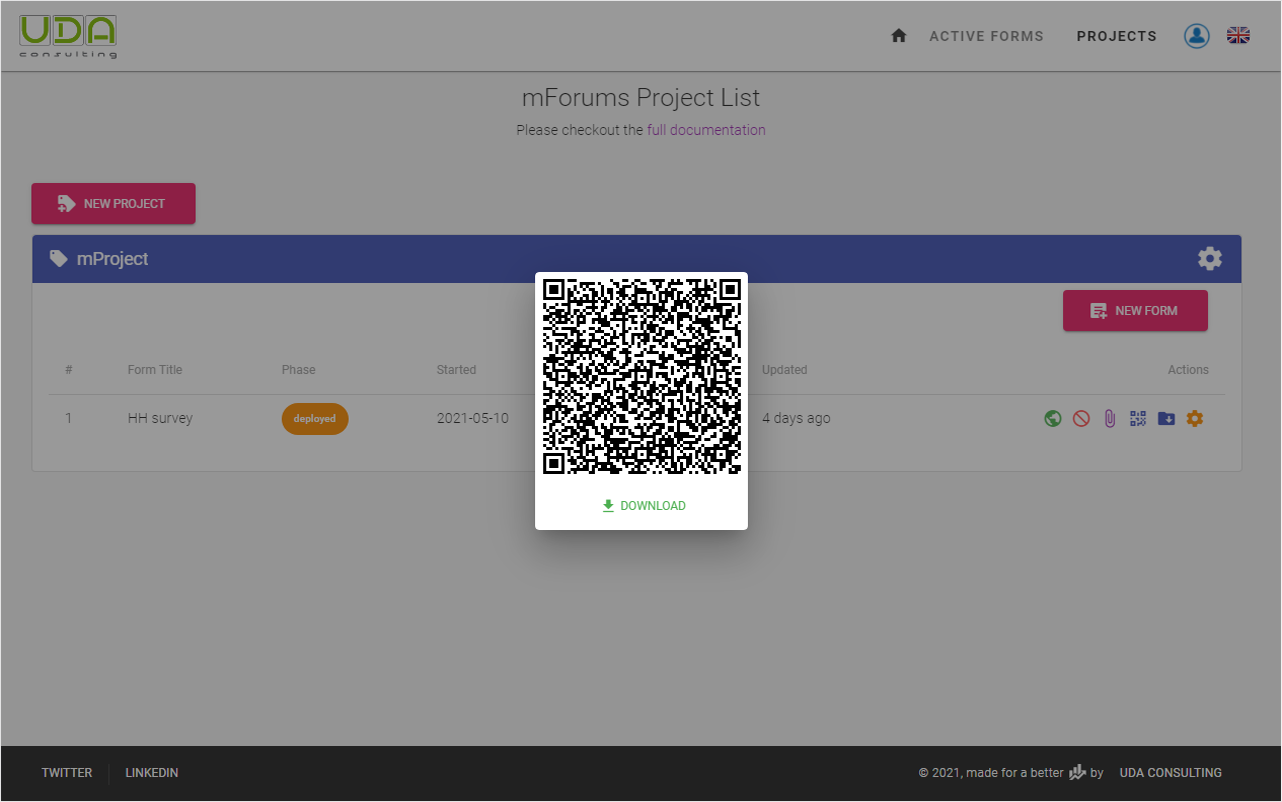 UDA
consulting
ACTIVE FORMS
PROJECTS
mForums Project List
Please checkout the full documentation
NEW PROJECT
mProject
NEW FORM
# Form Title Phase Started Updated Actions
1 HH survey deployed 2021-05-10 4 days ago
DOWNLOAD
TWITTER LINKEDIN © 2021, made for a better by UDA CONSULTING